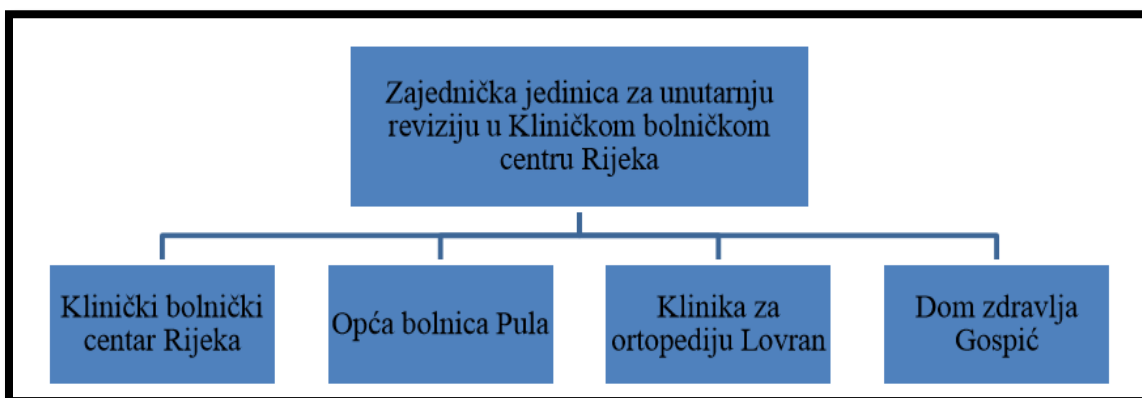 Zajednička jedinica za unutarnju
reviziju u Kliničkom bolničkom
centru Rijeka
Klinički bolnički
centar Rijeka
Opća bolnica Pula
Klinika za
ortopediju Lovran
Dom zdravlja
Gospić